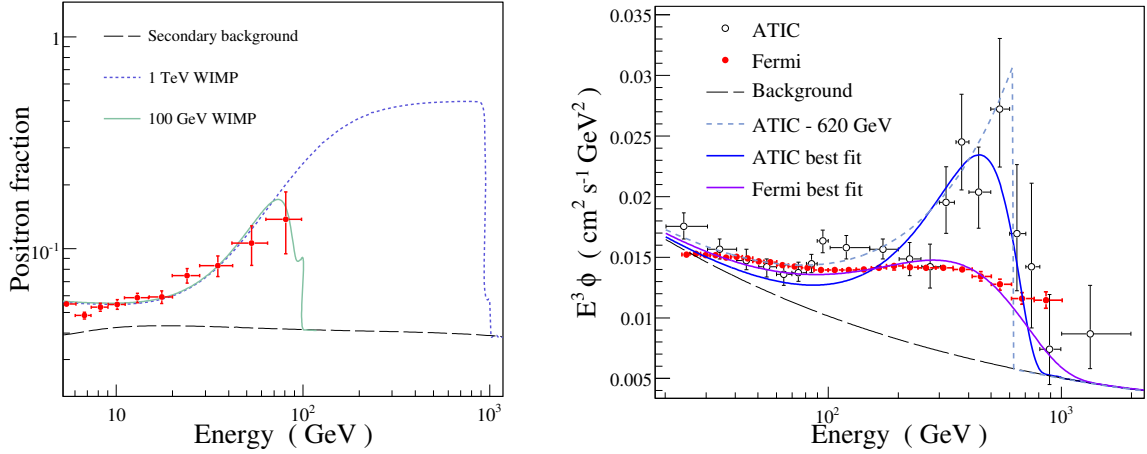 Positron fraction
1
10⁻¹
Secondary background
1 TeV WIMP
100 GeV WIMP
10
10²
10³
Energy ( GeV )
E³ ϕ ( cm² s⁻¹ GeV² )
0.035
0.03
0.025
0.02
0.015
0.01
0.005
ATIC
Fermi
Background
ATIC - 620 GeV
ATIC best fit
Fermi best fit
10²
10³
Energy ( GeV )